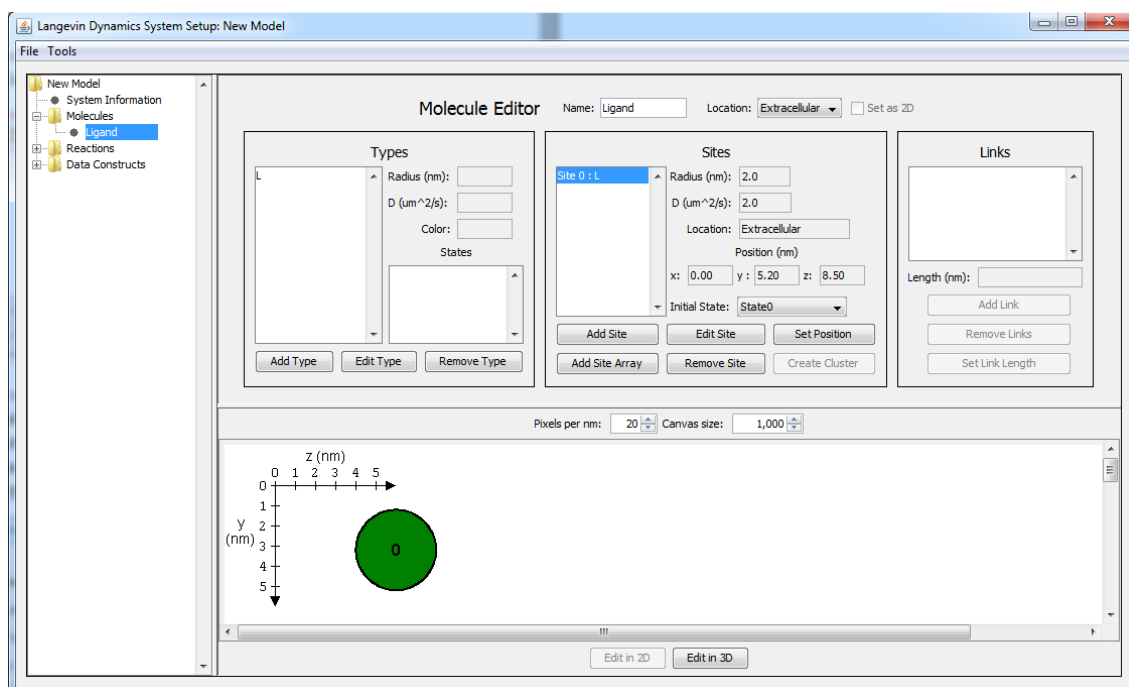 Langevin Dynamics System Setup: New Model
File Tools
New Model
System Information
Molecules
Ligand
Reactions
Data Constructs
Molecule Editor Name: Ligand Location: Extracellular Set as 2D
Types
L
Radius (nm):
D (um^2/s):
Color:
States
Add Type Edit Type Remove Type
Sites
Site 0 : L
Radius (nm): 2.0
D (um^2/s): 2.0
Location: Extracellular
Position (nm)
x: 0.00 y : 5.20 z: 8.50
Initial State: State0
Add Site Edit Site Set Position
Add Site Array Remove Site Create Cluster
Links
Length (nm):
Add Link
Remove Links
Set Link Length
Pixels per nm: 20 Canvas size: 1,000
z (nm)
0 1 2 3 4 5
0
1
y 2
(nm) 3
4
5
0
Edit in 2D Edit in 3D